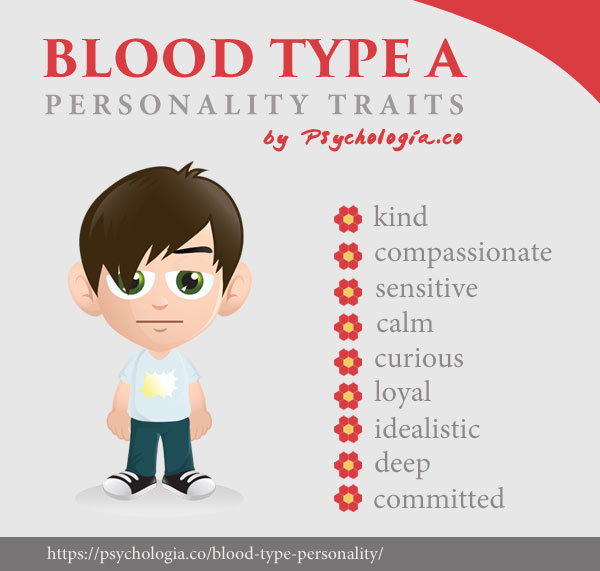 BLOOD TYPE A
PERSONALITY TRAITS
by Psychologia.co
kind
compassionate
sensitive
calm
curious
loyal
idealistic
deep
committed
https://psychologia.co/blood-type-personality/